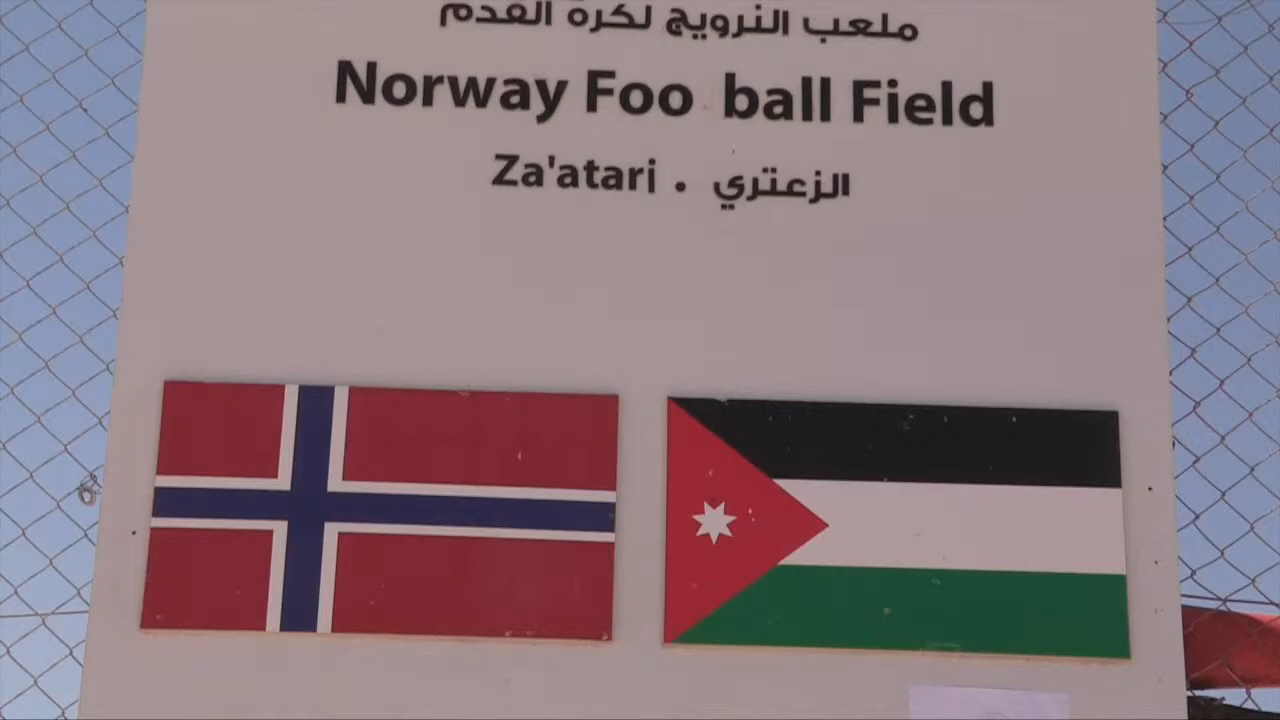 ملعب النرويج لكرة القدم
Norway Foo ball Field
Za'atari . الزعتري